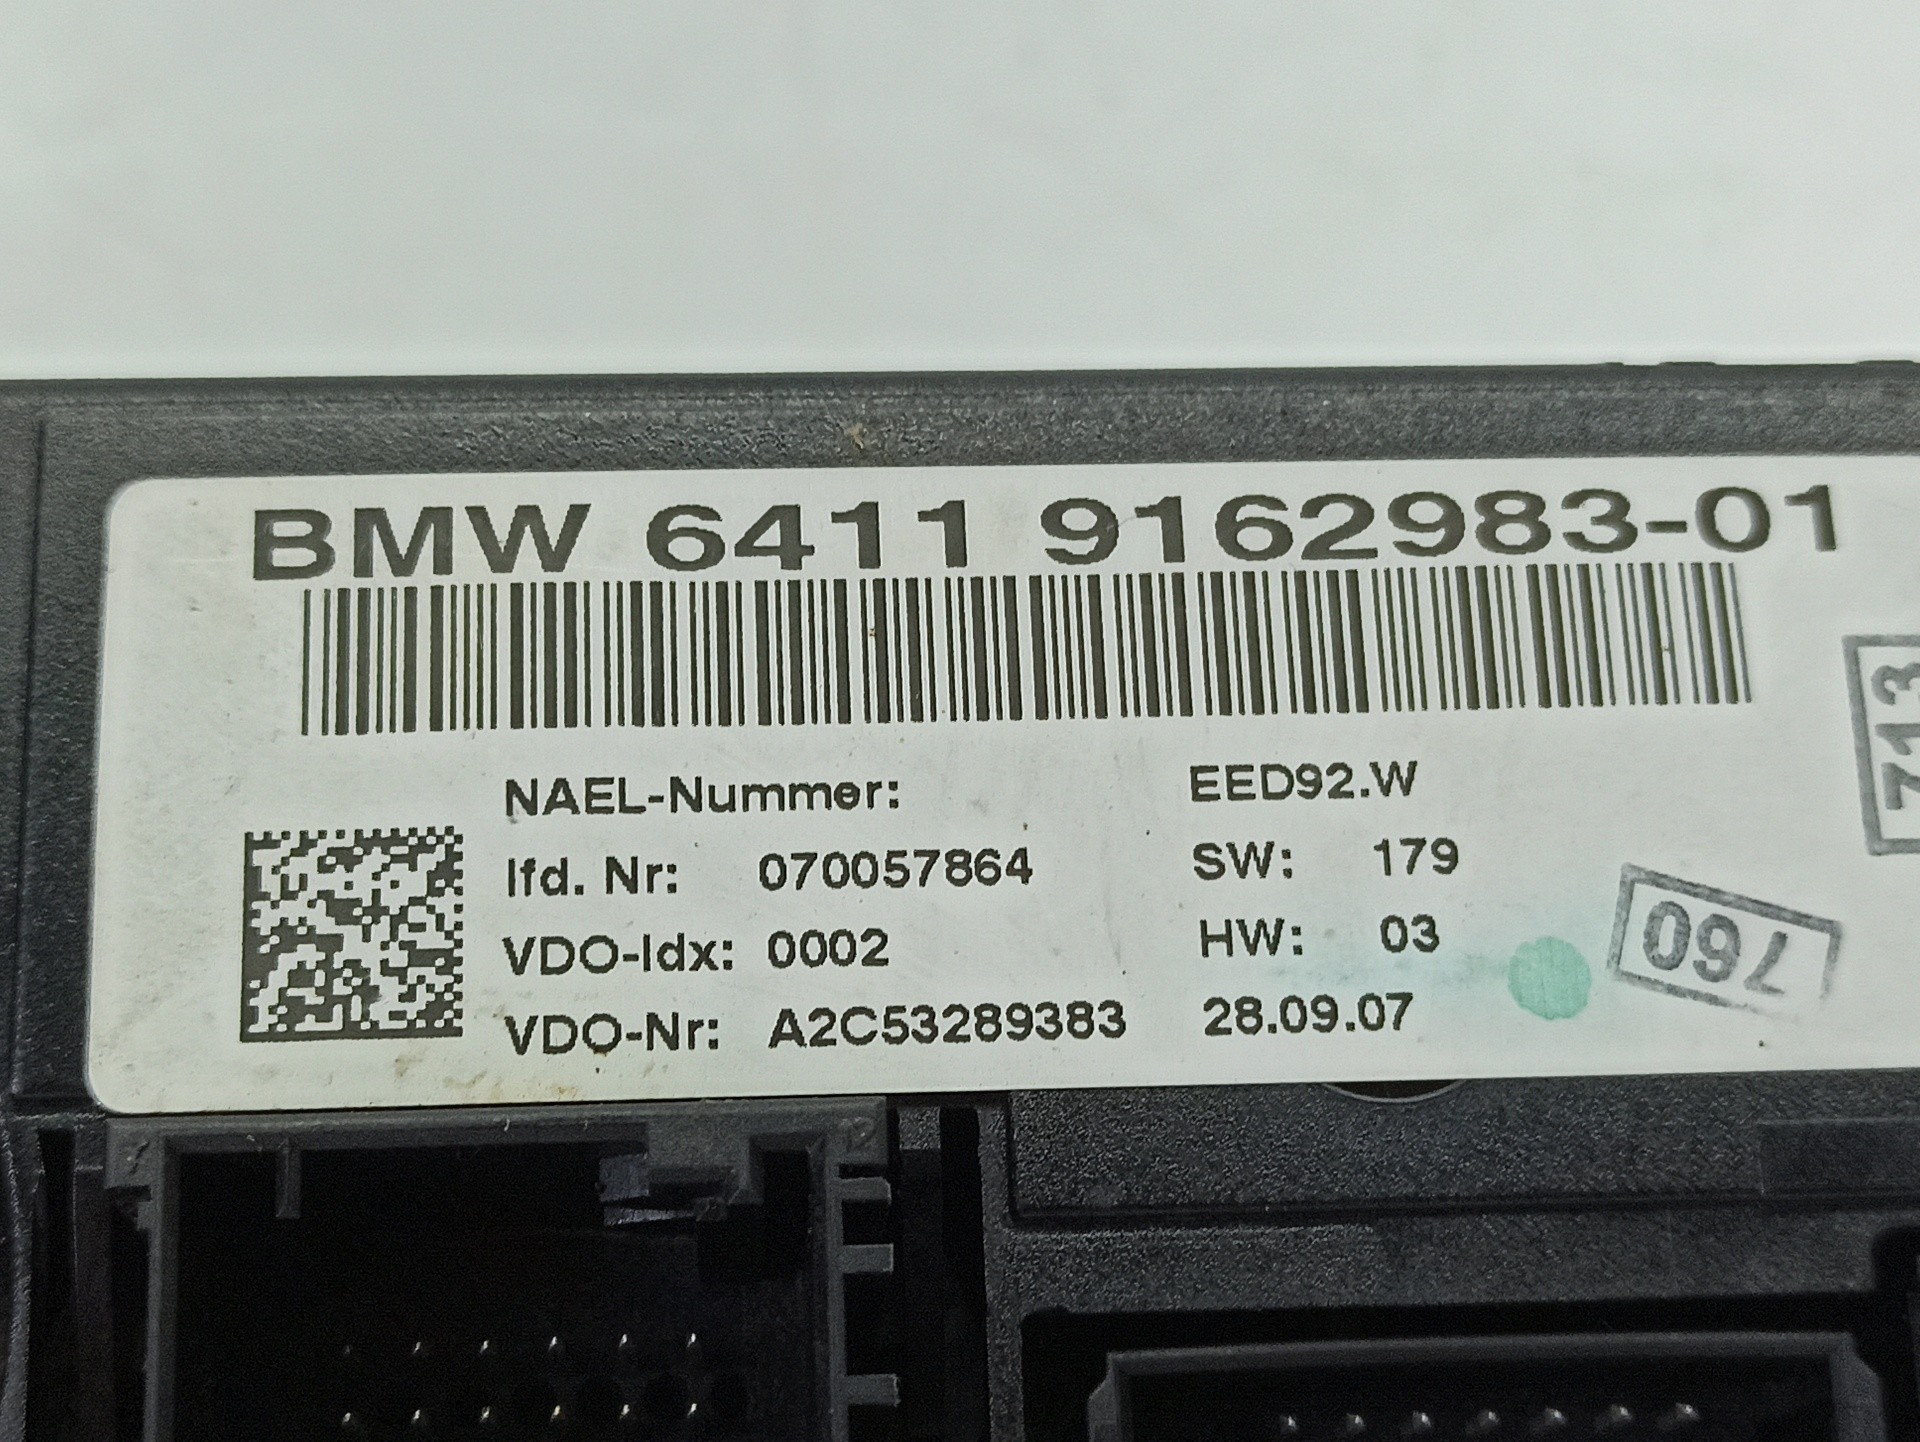 BMW 6411 9162983-01
NAEL-Nummer: EED92.W
lfd. Nr: 070057864 SW: 179
VDO-Idx: 0002 HW: 03
VDO-Nr: A2C53289383 28.09.07
713
760